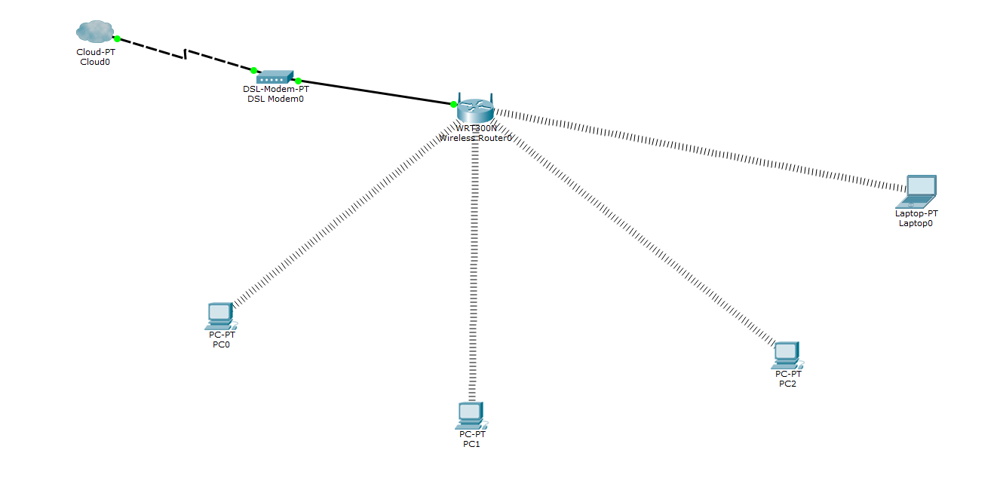 Cloud-PT
Cloud0
DSL-Modem-PT
DSL Modem0
WRT300N
Wireless Router0
Laptop-PT
Laptop0
PC-PT
PC0
PC-PT
PC2
PC-PT
PC1